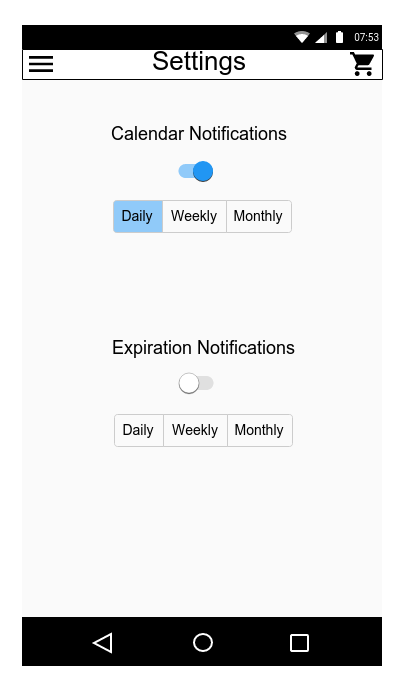 07:53
Settings
Calendar Notifications
Daily Weekly Monthly
Expiration Notifications
Daily Weekly Monthly